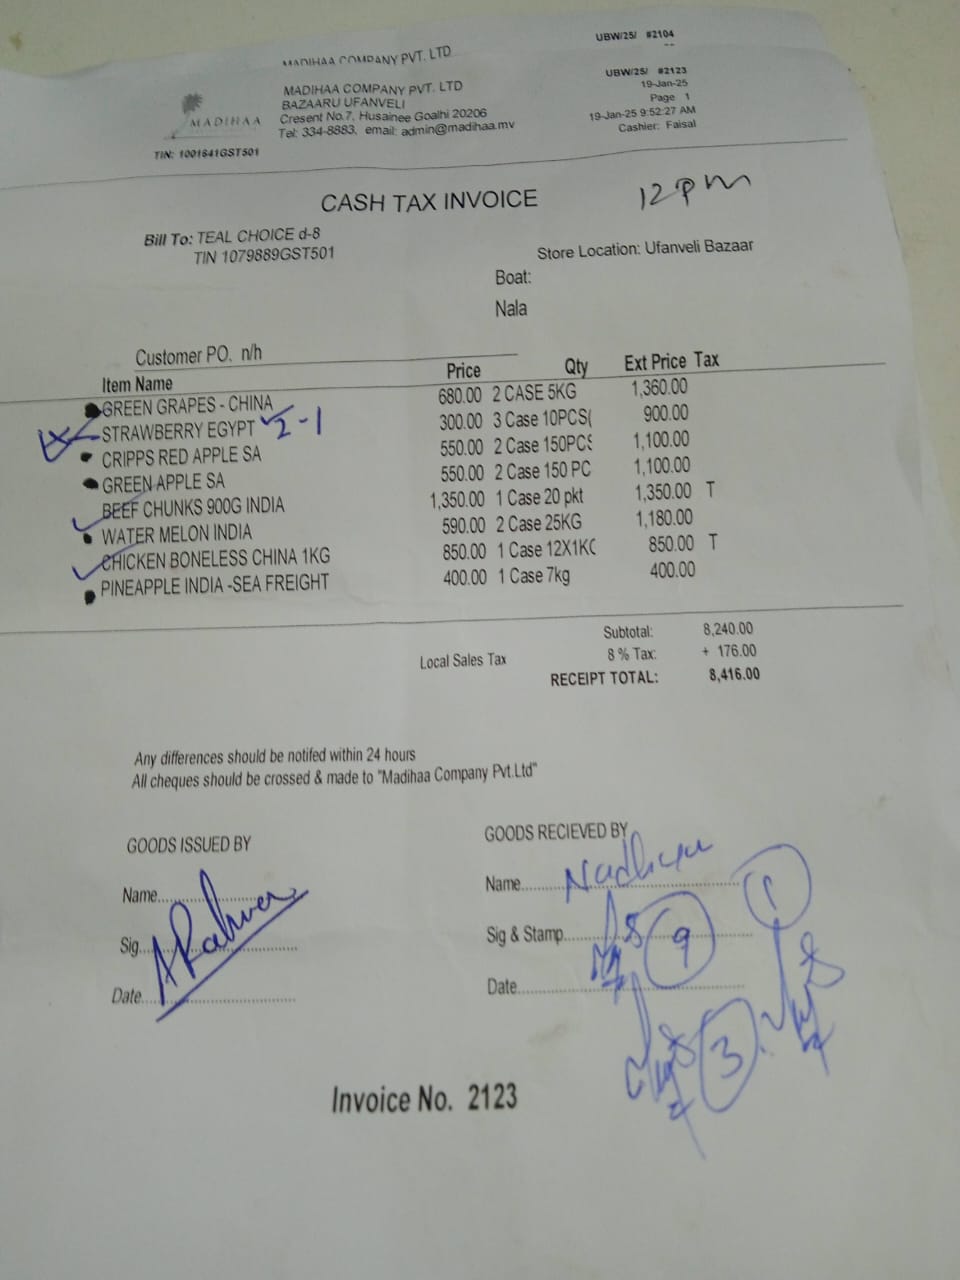 MADIHAA COMPANY PVT. LTD
UBW/25/ #2104
MADIHAA
TIN: 1001641GST501
MADIHAA COMPANY PVT. LTD
BAZAARU UFANVELI
Cresent No.7, Husainee Goalhi 20206
Tel: 334-8883, email: admin@madihaa.mv
UBW/25/ #2123
19-Jan-25
Page 1
19-Jan-25 9:52:27 AM
Cashier: Faisal
CASH TAX INVOICE
12pm
Bill To: TEAL CHOICE d-8
TIN 1079889GST501
Store Location: Ufanveli Bazaar
Boat:
Nala
Customer PO. n/h
Item Name Price Qty Ext Price Tax
GREEN GRAPES - CHINA 680.00 2 CASE 5KG 1,360.00
STRAWBERRY EGYPT 2-1 300.00 3 Case 10PCS( 900.00
CRIPPS RED APPLE SA 550.00 2 Case 150PCS 1,100.00
GREEN APPLE SA 550.00 2 Case 150 PC 1,100.00
BEEF CHUNKS 900G INDIA 1,350.00 1 Case 20 pkt 1,350.00 T
WATER MELON INDIA 590.00 2 Case 25KG 1,180.00
CHICKEN BONELESS CHINA 1KG 850.00 1 Case 12X1KG 850.00 T
PINEAPPLE INDIA -SEA FREIGHT 400.00 1 Case 7kg 400.00
Subtotal: 8,240.00
Local Sales Tax 8 % Tax: + 176.00
RECEIPT TOTAL: 8,416.00
Any differences should be notifed within 24 hours
All cheques should be crossed & made to "Madihaa Company Pvt.Ltd"
GOODS ISSUED BY
Name
Sig
Date
GOODS RECIEVED BY
Name
Sig & Stamp
Date
1
9
3
Invoice No. 2123